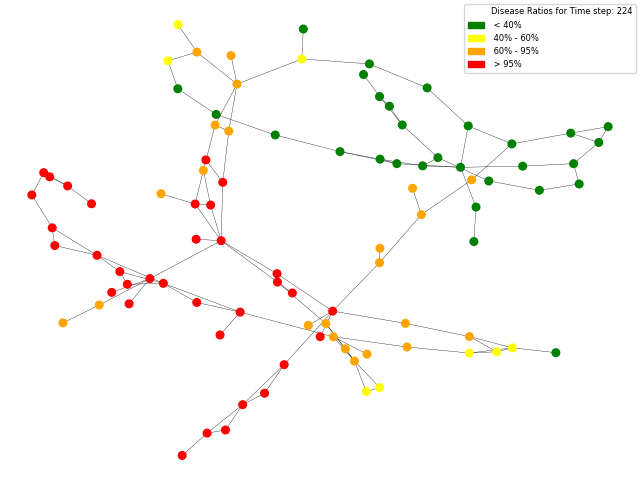 Disease Ratios for Time step: 224
< 40%
40% - 60%
60% - 95%
> 95%